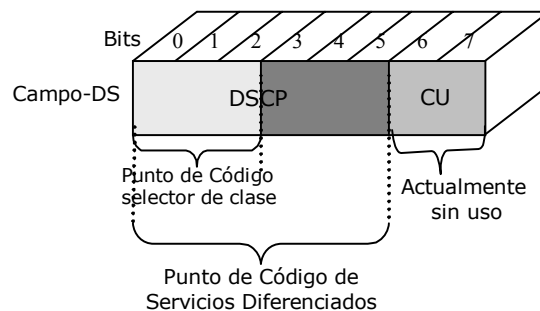 Bits 0 1 2 3 4 5 6 7
Campo-DS DSCP CU
Punto de Código
selector de clase
Actualmente
sin uso
Punto de Código de
Servicios Diferenciados